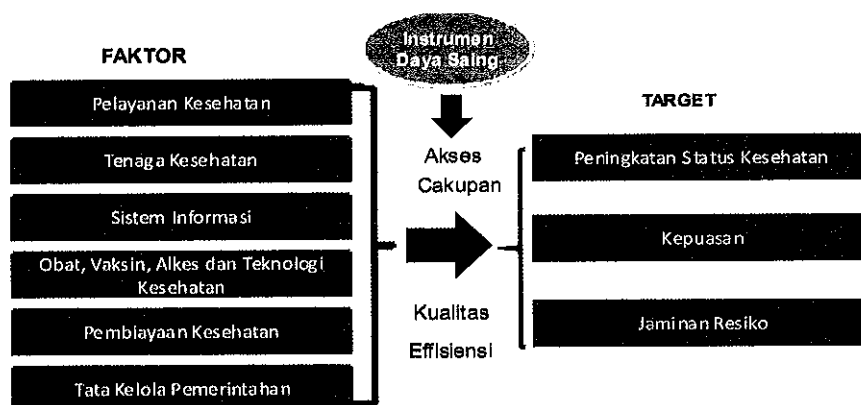 FAKTOR
Pelayanan Kesehatan
Tenaga Kesehatan
Sistem Informasi
Obat, Vaksin, Alkes dan Teknologi
Kesehatan
Pembiayaan Kesehatan
Tata Kelola Pemerintahan
Instrumen
Daya Saing
Akses
Cakupan
Kualitas
Effisiensi
TARGET
Peningkatan Status Kesehatan
Kepuasan
Jaminan Resiko